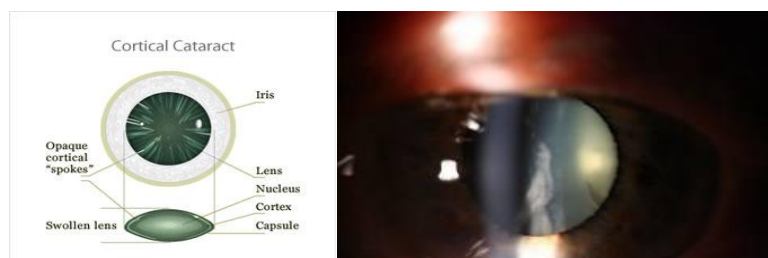 Cortical Cataract
Iris
Opaque
cortical
"spokes"
Lens
Nucleus
Cortex
Swollen lens
Capsule